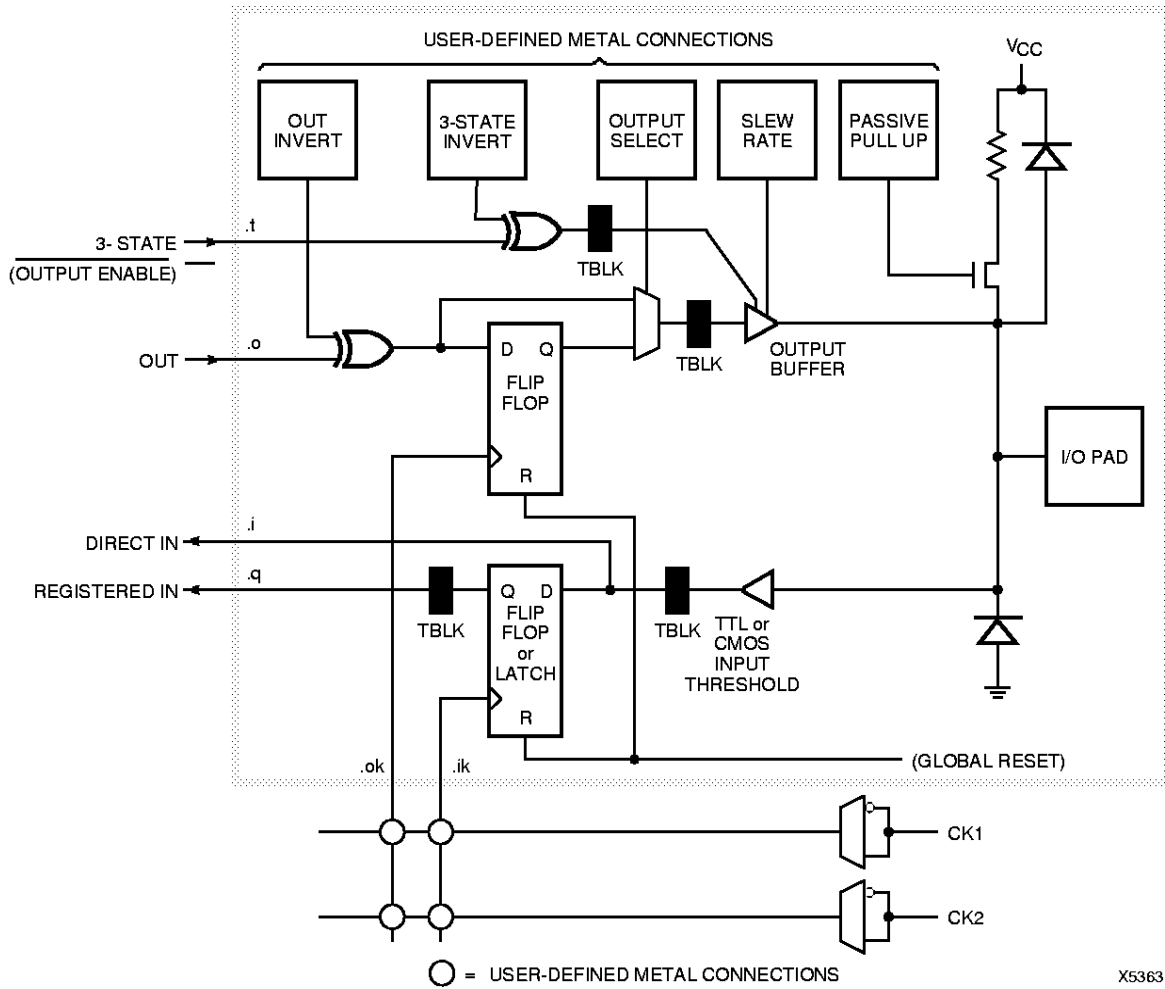 USER-DEFINED METAL CONNECTIONS
VCC
OUT
INVERT
3-STATE
INVERT
OUTPUT
SELECT
SLEW
RATE
PASSIVE
PULL UP
.t
3- STATE
(OUTPUT ENABLE)
TBLK
.o
OUT
D Q
FLIP
FLOP
R
TBLK
OUTPUT
BUFFER
I/O PAD
.i
DIRECT IN
.q
REGISTERED IN
TBLK
Q D
FLIP
FLOP
or
LATCH
R
TBLK
TTL or
CMOS
INPUT
THRESHOLD
.ok
.ik
(GLOBAL RESET)
CK1
CK2
= USER-DEFINED METAL CONNECTIONS
X5363